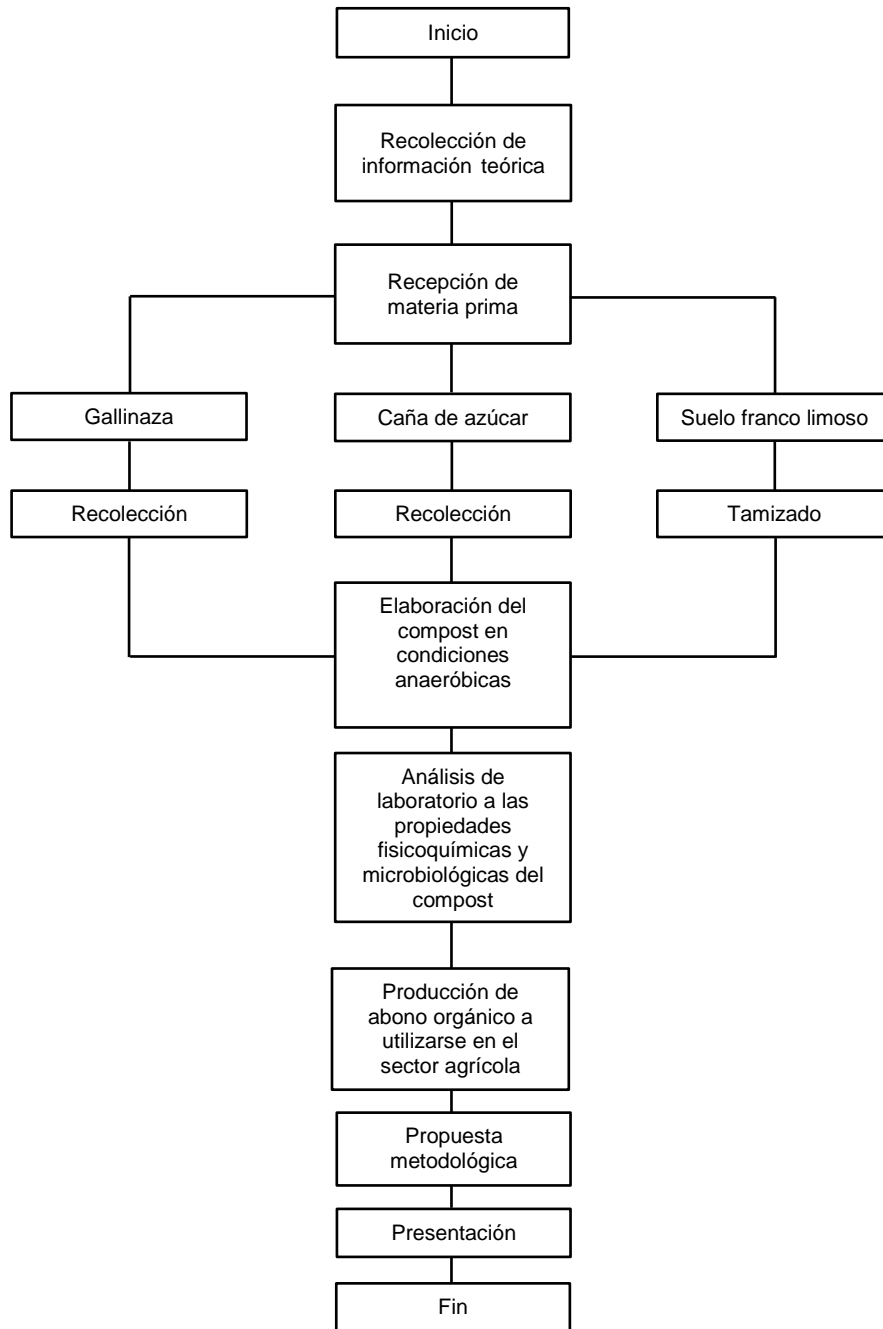 Inicio
Recolección de
información teórica
Recepción de
materia prima
Gallinaza
Caña de azúcar
Suelo franco limoso
Recolección
Recolección
Tamizado
Elaboración del
compost en
condiciones
anaeróbicas
Análisis de
laboratorio a las
propiedades
fisicoquímicas y
microbiológicas del
compost
Producción de
abono orgánico a
utilizarse en el
sector agrícola
Propuesta
metodológica
Presentación
Fin